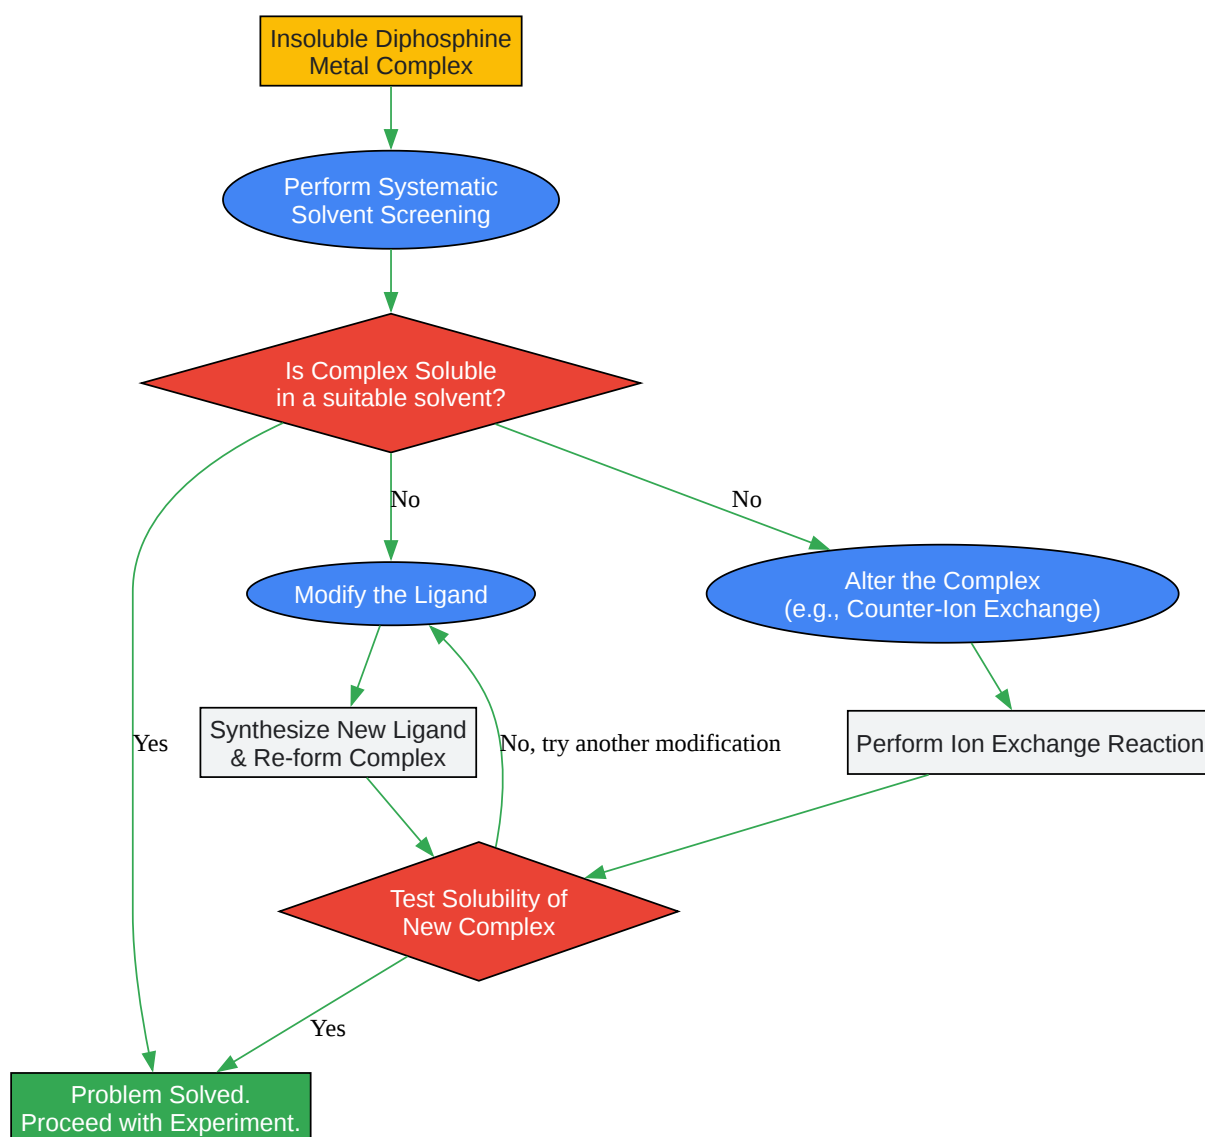 Insoluble Diphosphine
Metal Complex
Perform Systematic
Solvent Screening
Is Complex Soluble
in a suitable solvent?
No
No
Modify the Ligand
Alter the Complex
(e.g., Counter-Ion Exchange)
Yes
Synthesize New Ligand
& Re-form Complex
No, try another modification
Perform Ion Exchange Reaction
Test Solubility of
New Complex
Yes
Problem Solved.
Proceed with Experiment.